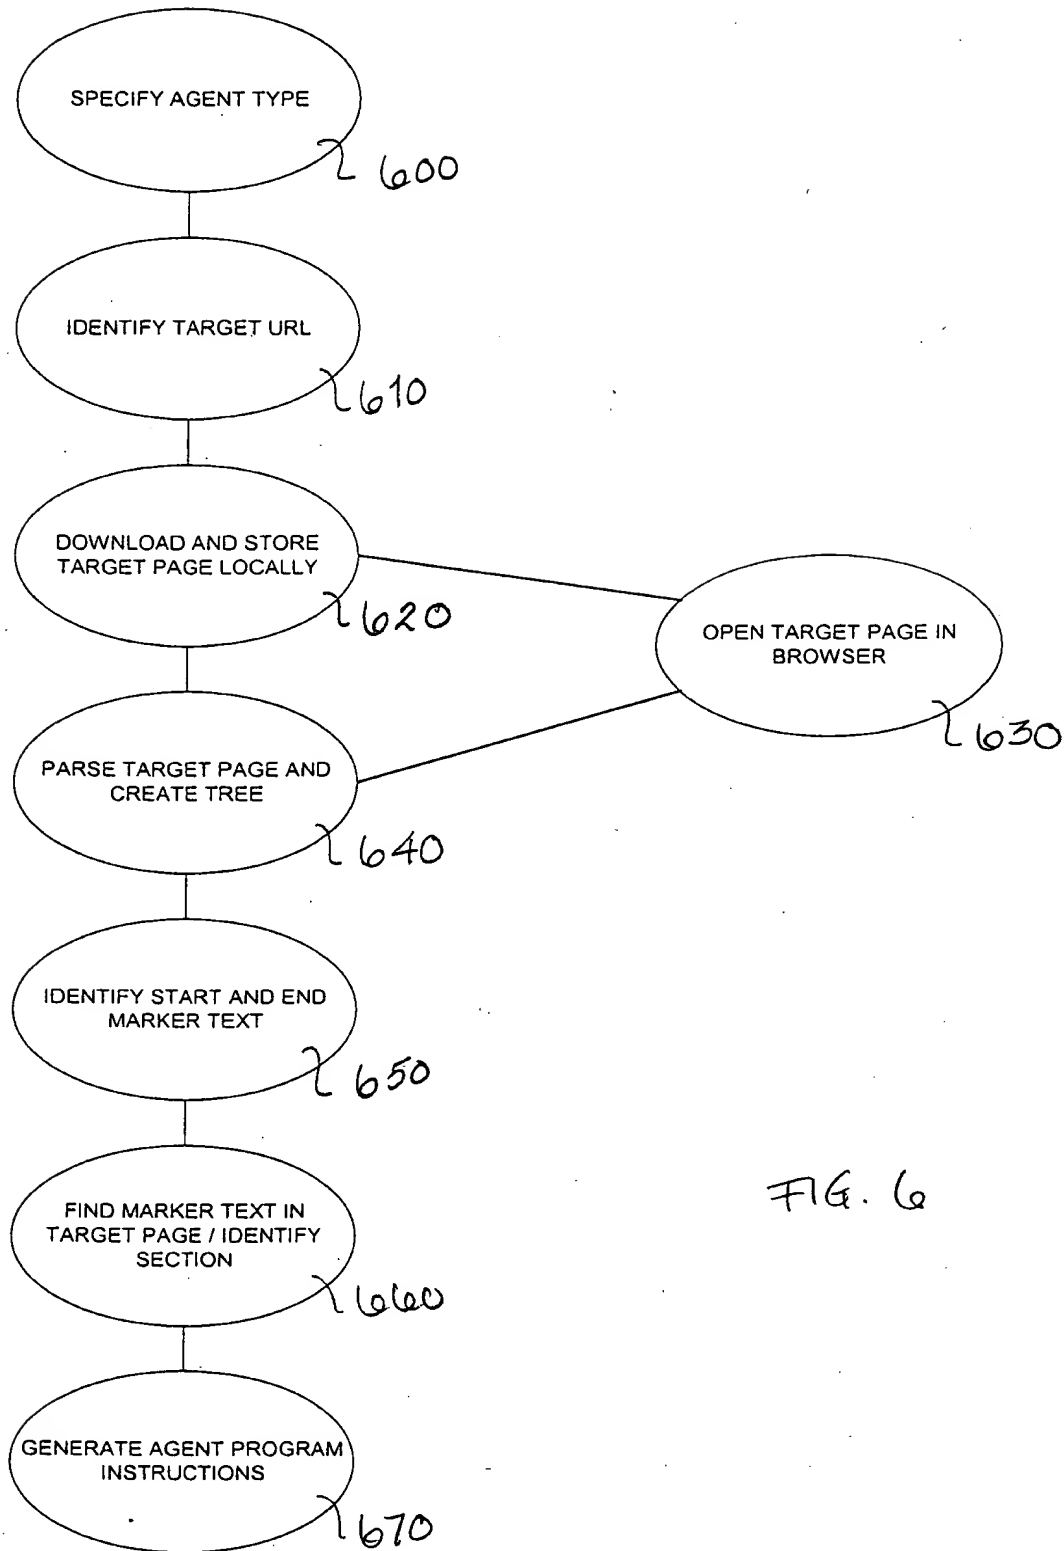 SPECIFY AGENT TYPE
600
IDENTIFY TARGET URL
610
DOWNLOAD AND STORE
TARGET PAGE LOCALLY
620
OPEN TARGET PAGE IN
BROWSER
630
PARSE TARGET PAGE AND
CREATE TREE
640
IDENTIFY START AND END
MARKER TEXT
650
FIND MARKER TEXT IN
TARGET PAGE / IDENTIFY
SECTION
660
FIG. 6
GENERATE AGENT PROGRAM
INSTRUCTIONS
670